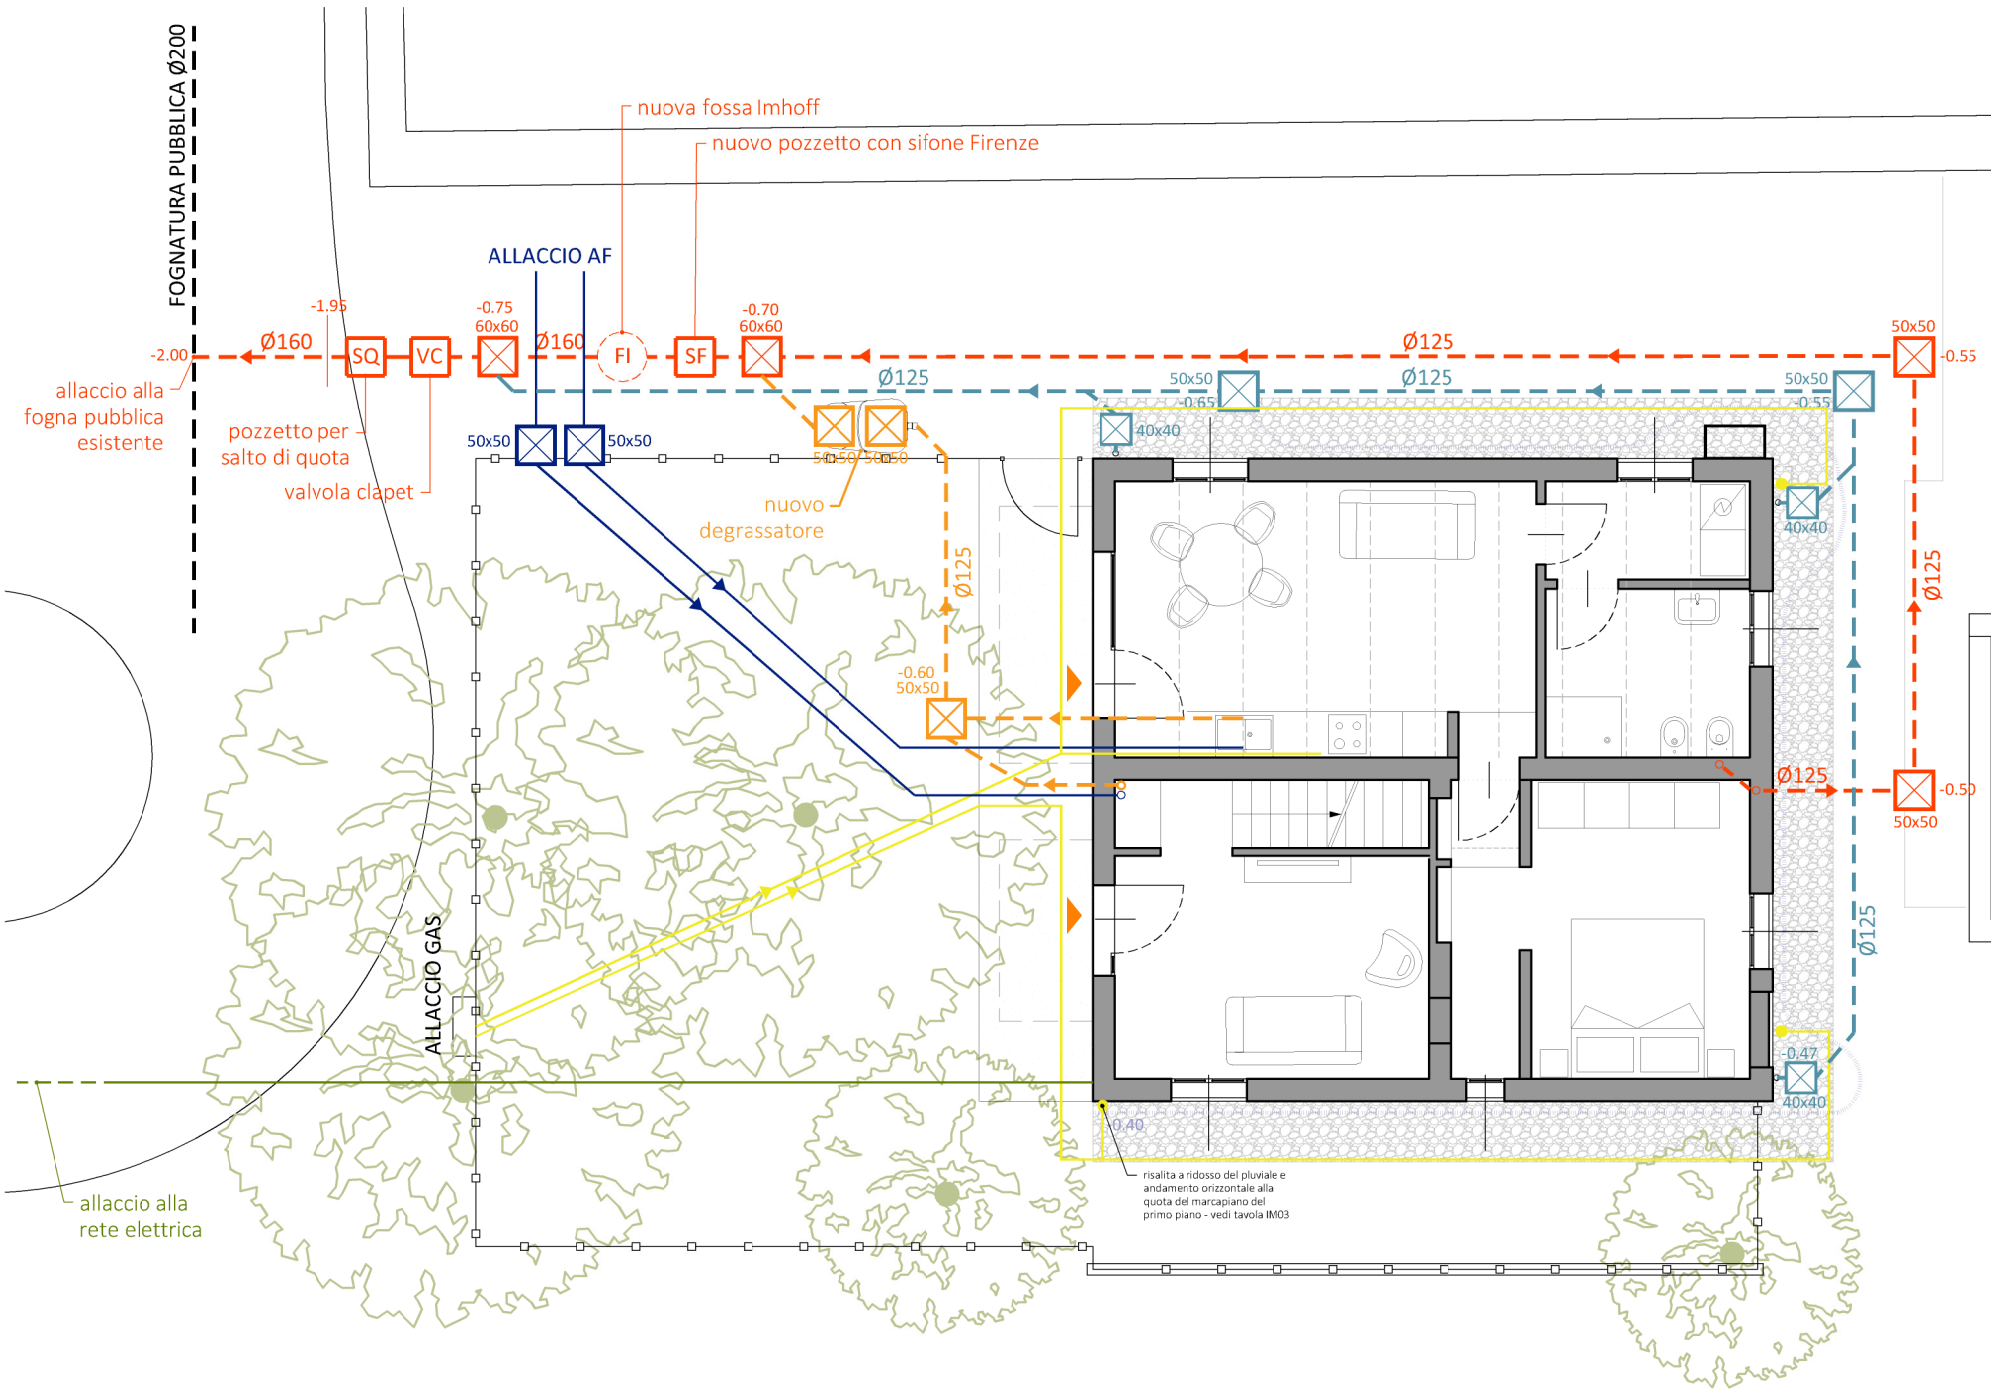 FOGNATURA PUBBLICA Ø200
nuova fossa Imhoff
nuovo pozzetto con sifone Firenze
ALLACCIO AF
-1.95
-0.75
60x60
-0.70
60x60
50x50
-2.00
Ø160
SQ
VC
Ø160
FI
SF
Ø125
-0.55
allaccio alla
fogna pubblica
esistente
Ø125
50x50
-0.65
Ø125
50x50
-0.55
pozzetto per
salto di quota
valvola clapet
50x50
50x50
50x50
50x50
40x40
40x40
nuovo
degrassatore
Ø125
Ø125
-0.60
50x50
Ø125
-0.50
50x50
ALLACCIO GAS
Ø125
-0.47
40x40
-0.40
risalita a ridosso del pluviale e
andamento orizzontale alla
quota del marcapiano del
primo piano - vedi tavola IM03
allaccio alla
rete elettrica